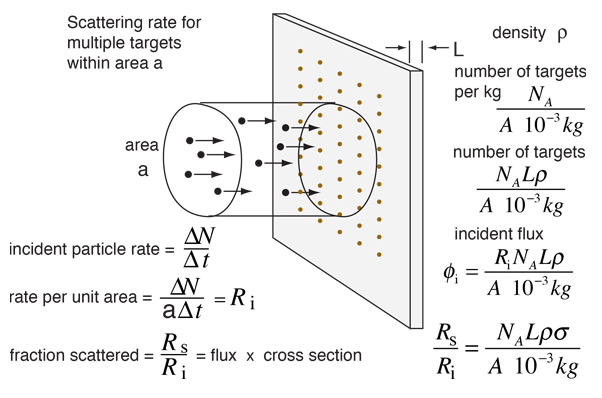 Scattering rate for
multiple targets
within area a
L
density ρ
number of targets
per kg N_A / A 10⁻³ kg
number of targets
N_A Lρ / A 10⁻³ kg
area
a
incident flux
ϕ_i = R_i N_A Lρ / A 10⁻³ kg
incident particle rate = ΔN / Δt
rate per unit area = ΔN / aΔt = R_i
fraction scattered = R_s / R_i = flux x cross section
R_s / R_i = N_A Lρσ / A 10⁻³ kg